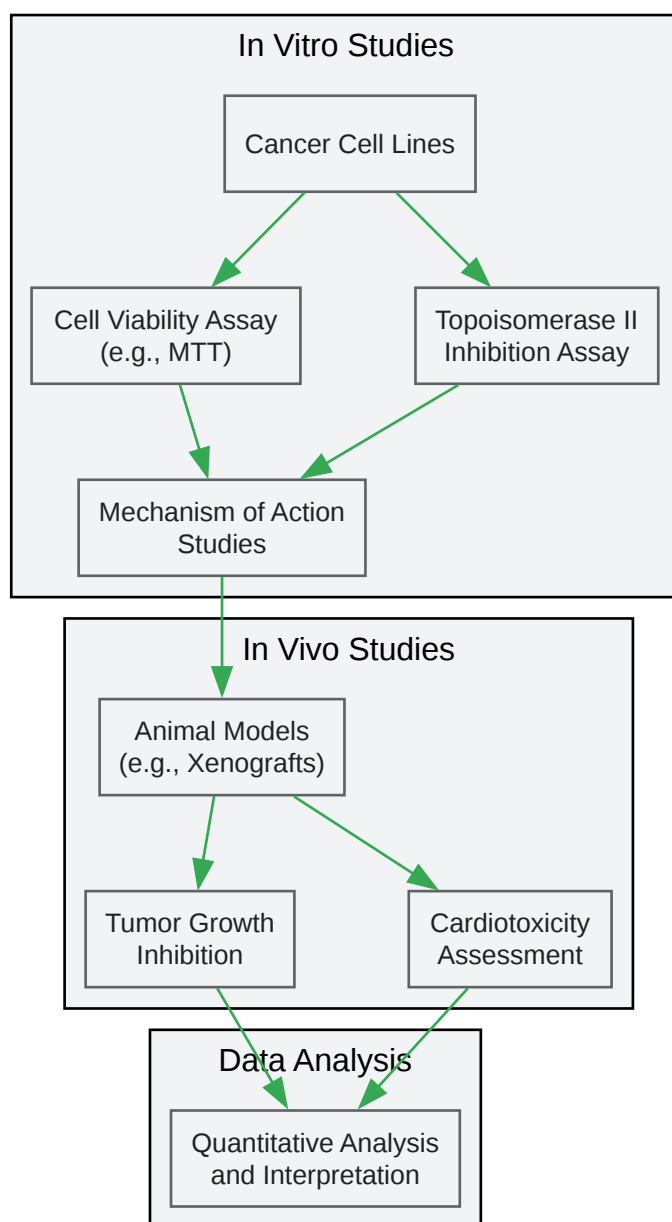 In Vitro Studies
Cancer Cell Lines
Cell Viability Assay
(e.g., MTT)
Topoisomerase II
Inhibition Assay
Mechanism of Action
Studies
In Vivo Studies
Animal Models
(e.g., Xenografts)
Tumor Growth
Inhibition
Cardiotoxicity
Assessment
Data Analysis
Quantitative Analysis
and Interpretation